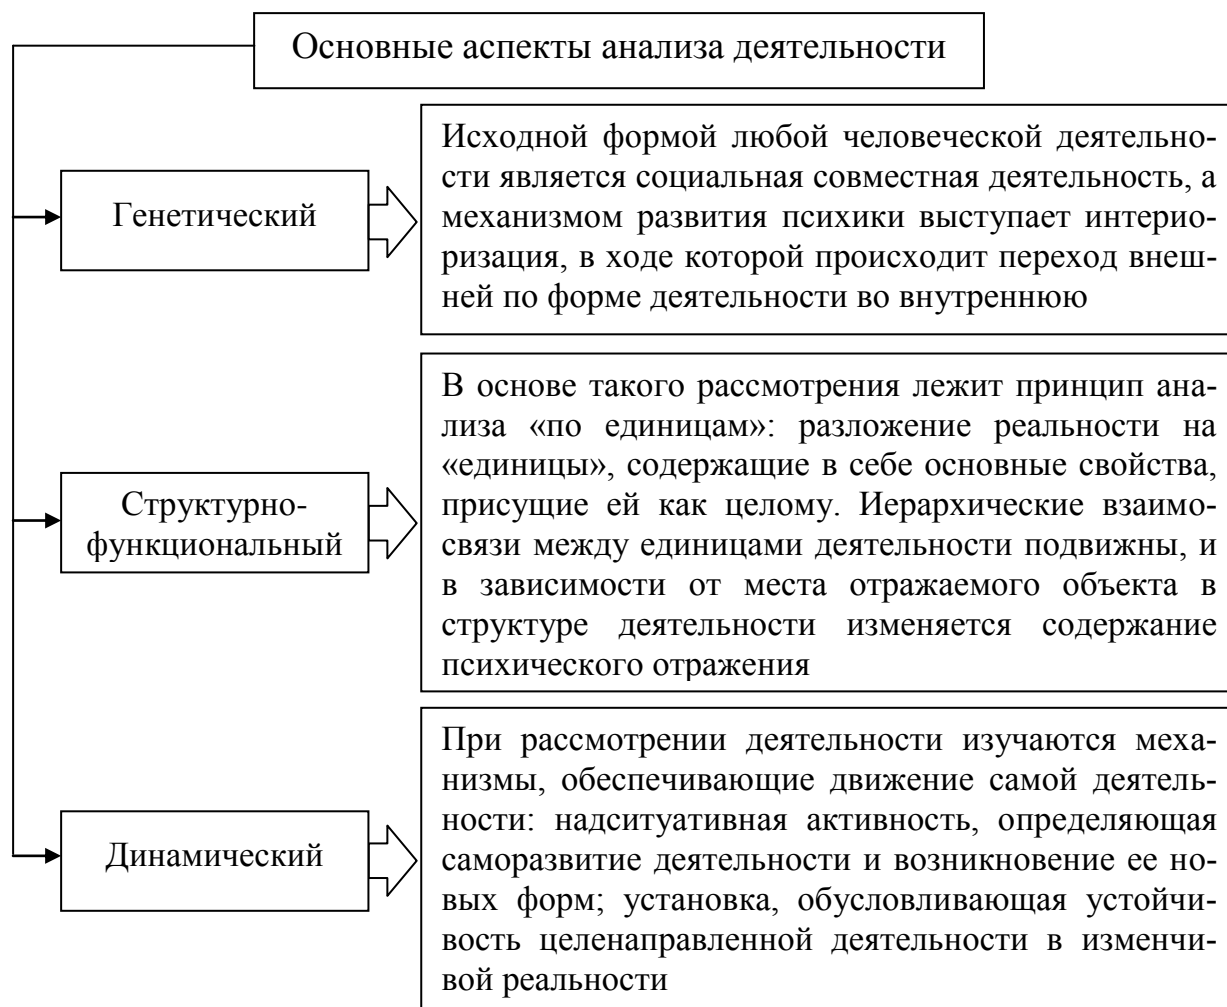 Основные аспекты анализа деятельности
Генетический
Исходной формой любой человеческой деятельно-
сти является социальная совместная деятельность, а
механизмом развития психики выступает интерио-
ризация, в ходе которой происходит переход внеш-
ней по форме деятельности во внутреннюю
Структурно-
функциональный
В основе такого рассмотрения лежит принцип ана-
лиза «по единицам»: разложение реальности на
«единицы», содержащие в себе основные свойства,
присущие ей как целому. Иерархические взаимо-
связи между единицами деятельности подвижны, и
в зависимости от места отражаемого объекта в
структуре деятельности изменяется содержание
психического отражения
Динамический
При рассмотрении деятельности изучаются меха-
низмы, обеспечивающие движение самой деятель-
ности: надситуативная активность, определяющая
саморазвитие деятельности и возникновение ее но-
вых форм; установка, обусловливающая устойчи-
вость целенаправленной деятельности в изменчи-
вой реальности